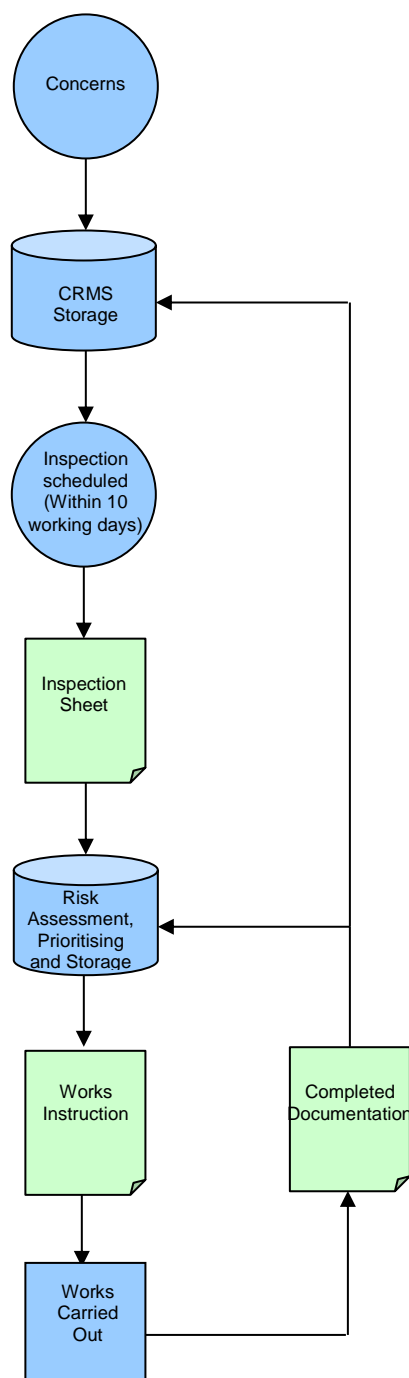 Concerns
CRMS
Storage
Inspection
scheduled
(Within 10
working days)
Inspection
Sheet
Risk
Assessment,
Prioritising
and Storage
Works
Instruction
Completed
Documentation
Works
Carried
Out